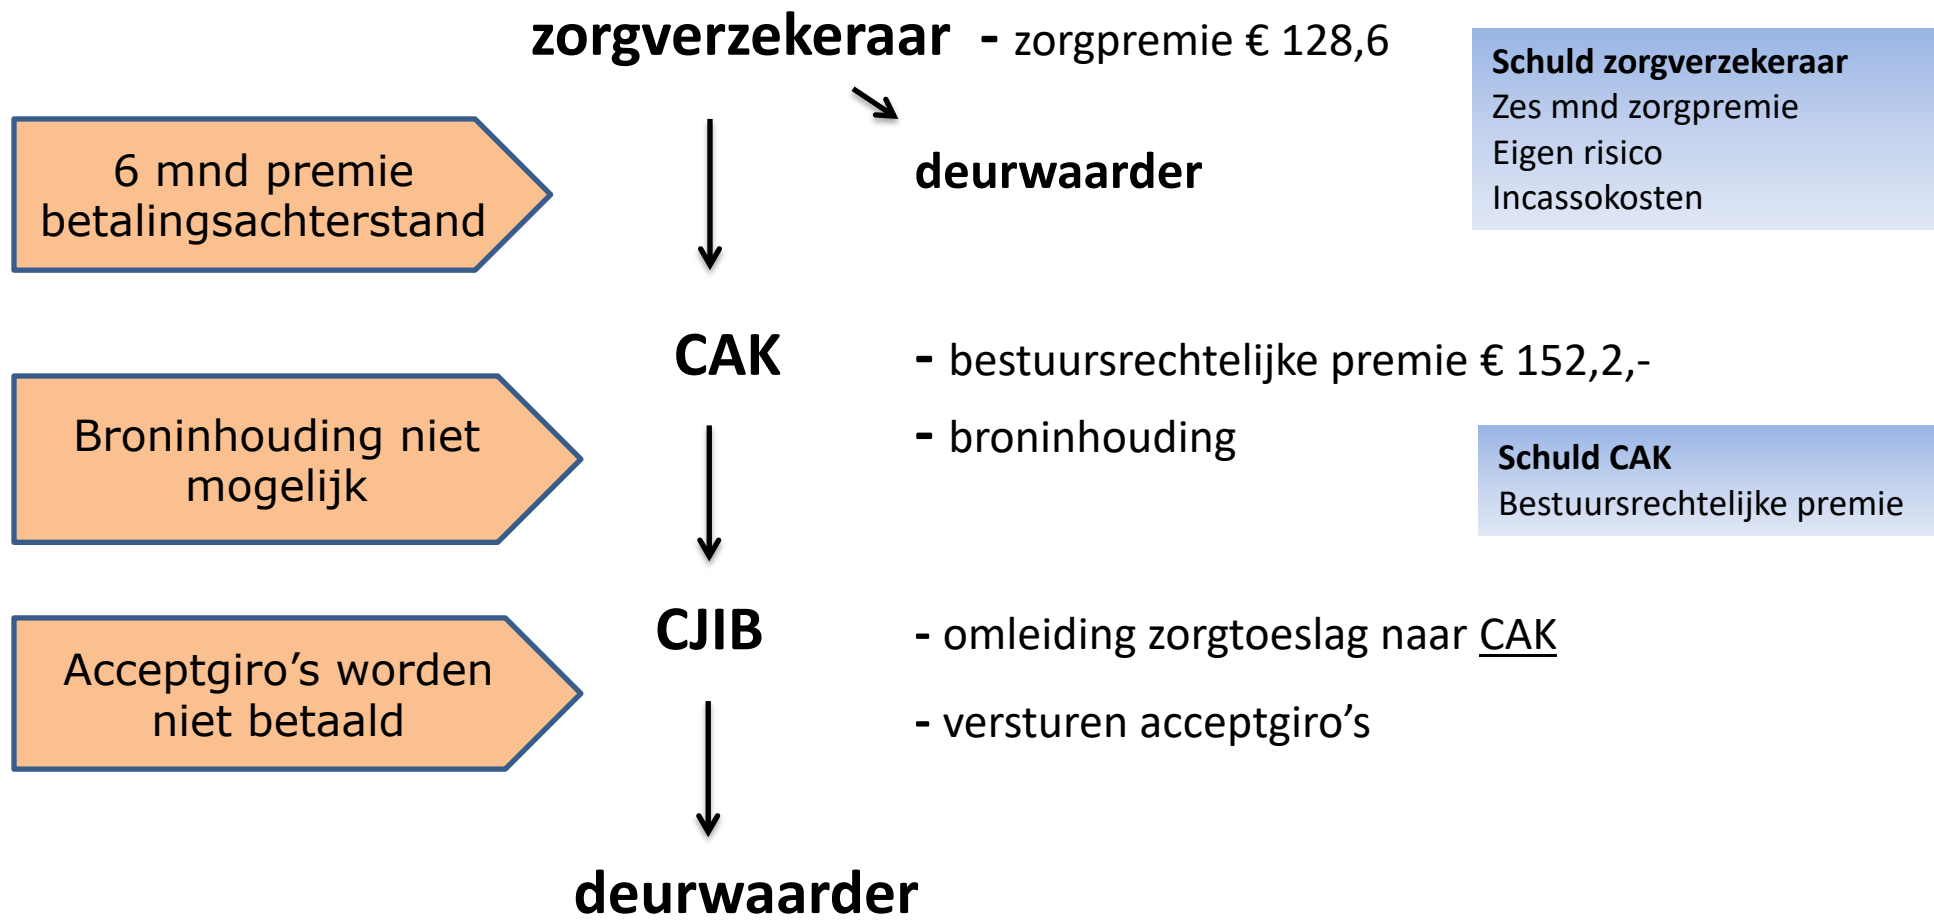 zorgverzekeraar - zorgpremie € 128,6
Schuld zorgverzekeraar
Zes mnd zorgpremie
Eigen risico
Incassokosten
6 mnd premie
betalingsachterstand
deurwaarder
CAK - bestuursrechtelijke premie € 152,2,-
Broninhouding niet
mogelijk
- broninhouding
Schuld CAK
Bestuursrechtelijke premie
CJIB - omleiding zorgtoeslag naar CAK
Acceptgiro’s worden
niet betaald
- versturen acceptgiro’s
deurwaarder